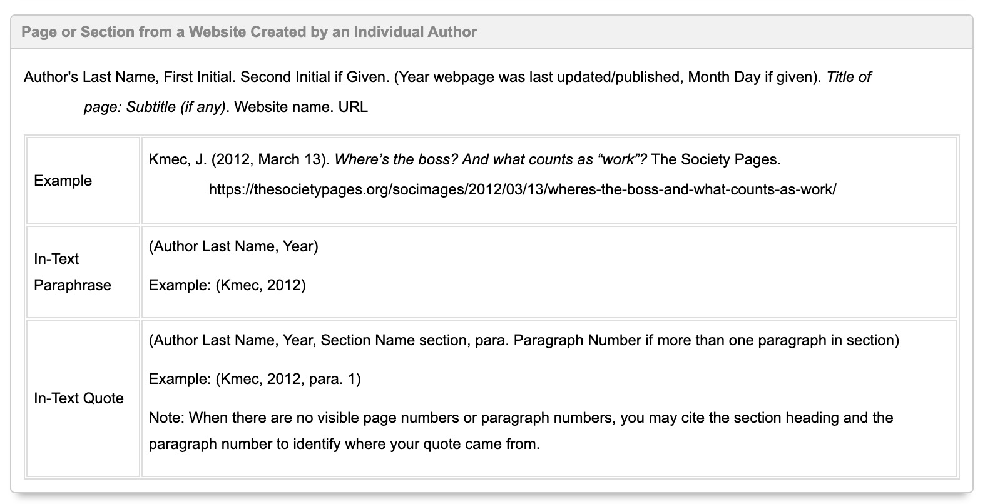 Page or Section from a Website Created by an Individual Author
Author's Last Name, First Initial. Second Initial if Given. (Year webpage was last updated/published, Month Day if given). Title of
page: Subtitle (if any). Website name. URL
Example
Kmec, J. (2012, March 13). Where’s the boss? And what counts as “work”? The Society Pages.
https://thesocietypages.org/socimages/2012/03/13/wheres-the-boss-and-what-counts-as-work/
In-Text
Paraphrase
(Author Last Name, Year)
Example: (Kmec, 2012)
In-Text Quote
(Author Last Name, Year, Section Name section, para. Paragraph Number if more than one paragraph in section)
Example: (Kmec, 2012, para. 1)
Note: When there are no visible page numbers or paragraph numbers, you may cite the section heading and the
paragraph number to identify where your quote came from.